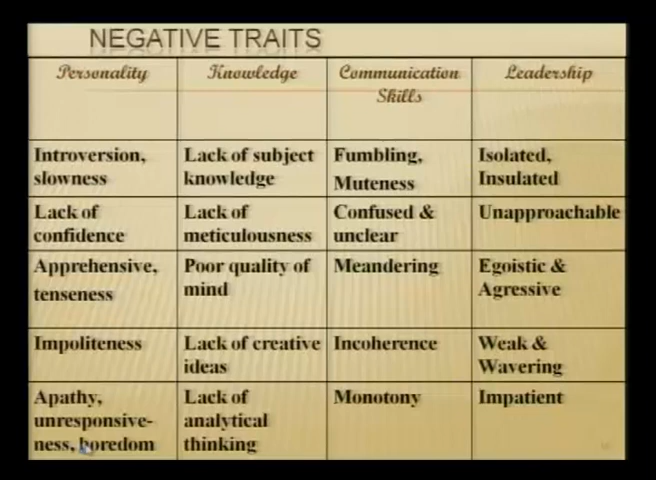 NEGATIVE TRAITS
Personality
Knowledge
Communication
Skills
Leadership
Introversion,
slowness
Lack of subject
knowledge
Fumbling,
Muteness
Isolated,
Insulated
Lack of
confidence
Lack of
meticulousness
Confused &
unclear
Unapproachable
Apprehensive,
tenseness
Poor quality of
mind
Meandering
Egoistic &
Agressive
Impoliteness
Lack of creative
ideas
Incoherence
Weak &
Wavering
Apathy,
unresponsive-
ness, boredom
Lack of
analytical
thinking
Monotony
Impatient